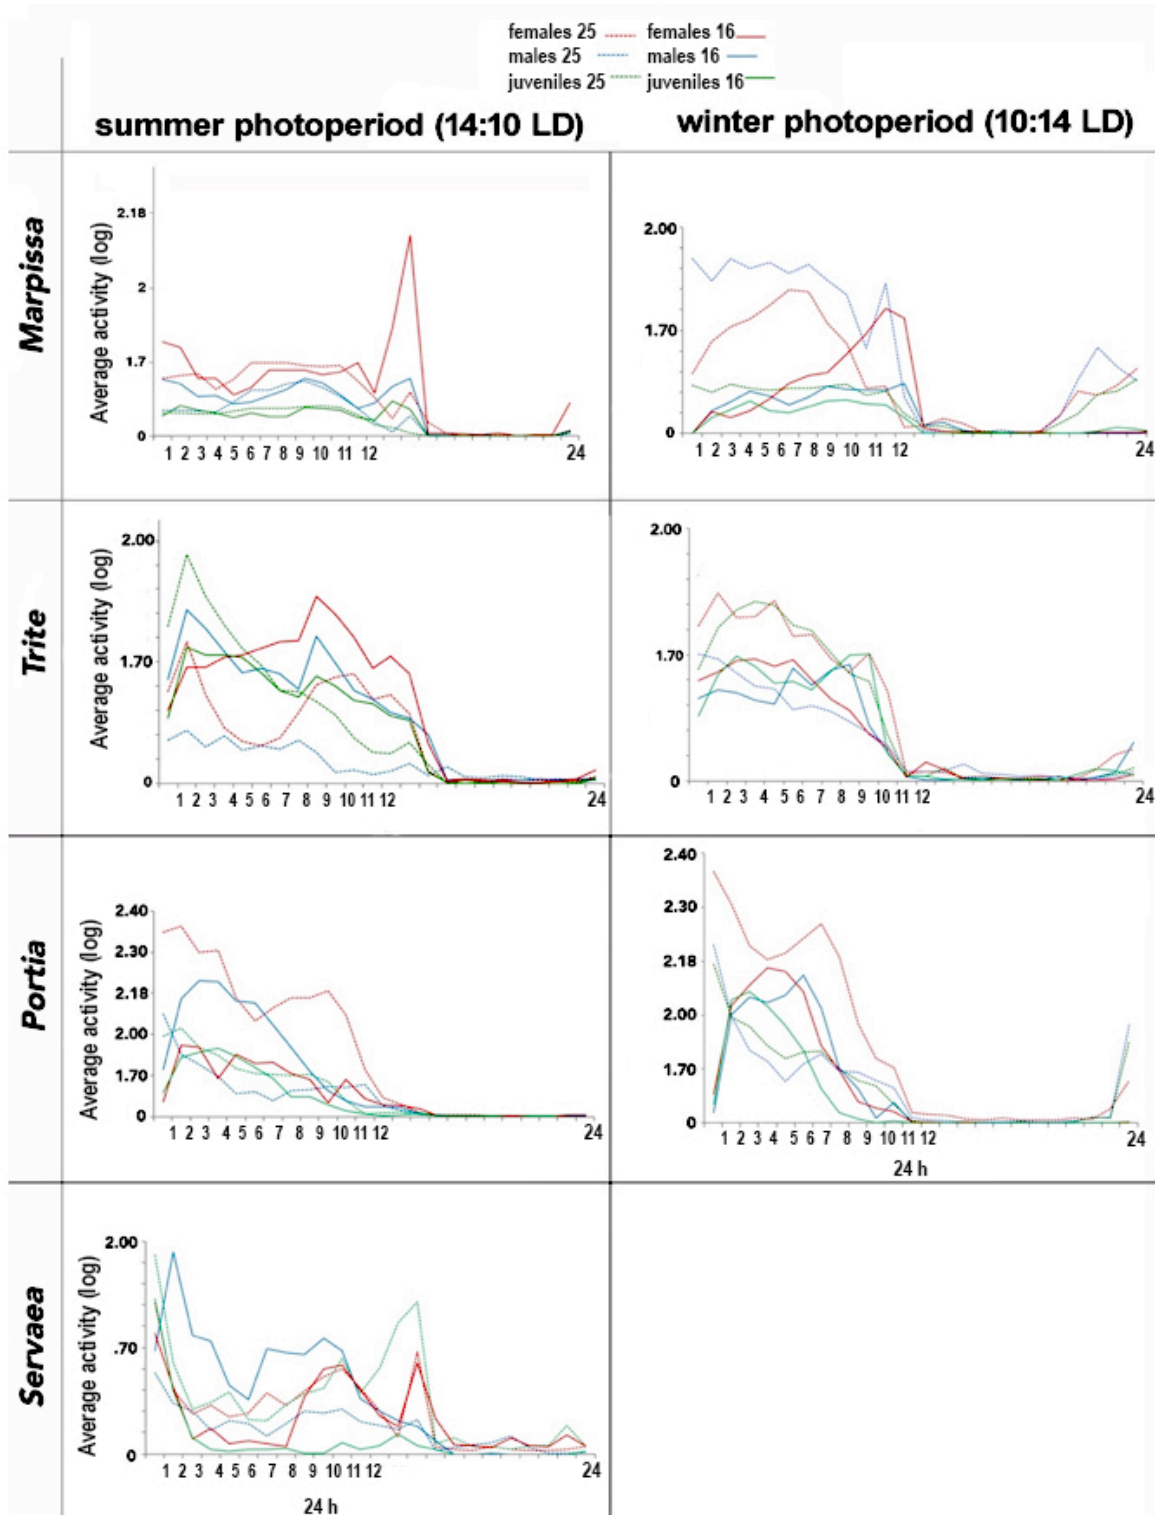 females 25 females 16
males 25 males 16
juveniles 25 juveniles 16
summer photoperiod (14:10 LD) winter photoperiod (10:14 LD)
Marpissa
Average activity (log)
2.18
2
1.7
0
1 2 3 4 5 6 7 8 9 10 11 12 24
2.00
1.70
0
1 2 3 4 5 6 7 8 9 10 11 12 24
Trite
Average activity (log)
2.00
1.70
0
1 2 3 4 5 6 7 8 9 10 11 12 24
2.00
1.70
0
1 2 3 4 5 6 7 8 9 10 11 12 24
Portia
Average activity (log)
2.40
2.30
2.18
2.00
1.70
0
1 2 3 4 5 6 7 8 9 10 11 12 24
2.40
2.30
2.18
2.00
1.70
0
1 2 3 4 5 6 7 8 9 10 11 12 24
24 h
Servaea
Average activity (log)
2.00
.70
0
1 2 3 4 5 6 7 8 9 10 11 12 24
24 h